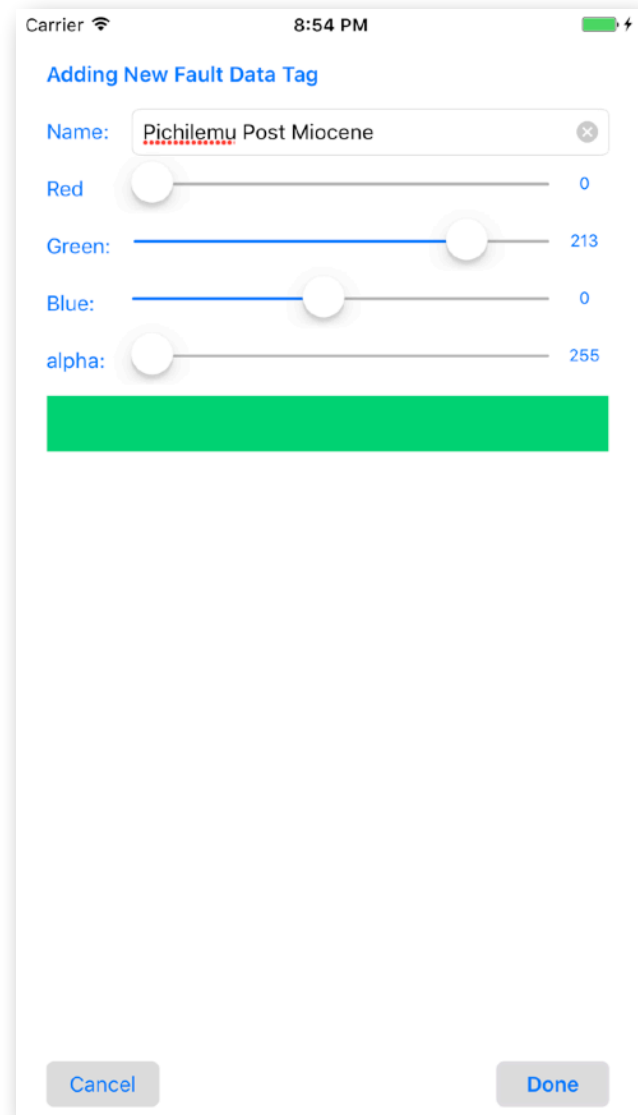 Carrier 8:54 PM
Adding New Fault Data Tag
Name: Pichilemu Post Miocene
Red 0
Green: 213
Blue: 0
alpha: 255
Cancel Done